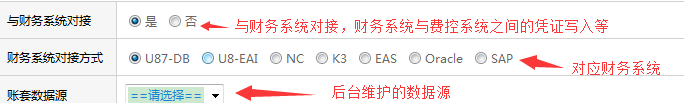 与财务系统对接 是 否 与财务系统对接，财务系统与费控系统之间的凭证写入等
财务系统对接方式 U87-DB U8-EAI NC K3 EAS Oracle SAP 对应财务系统
账套数据源 ==请选择== 后台维护的数据源